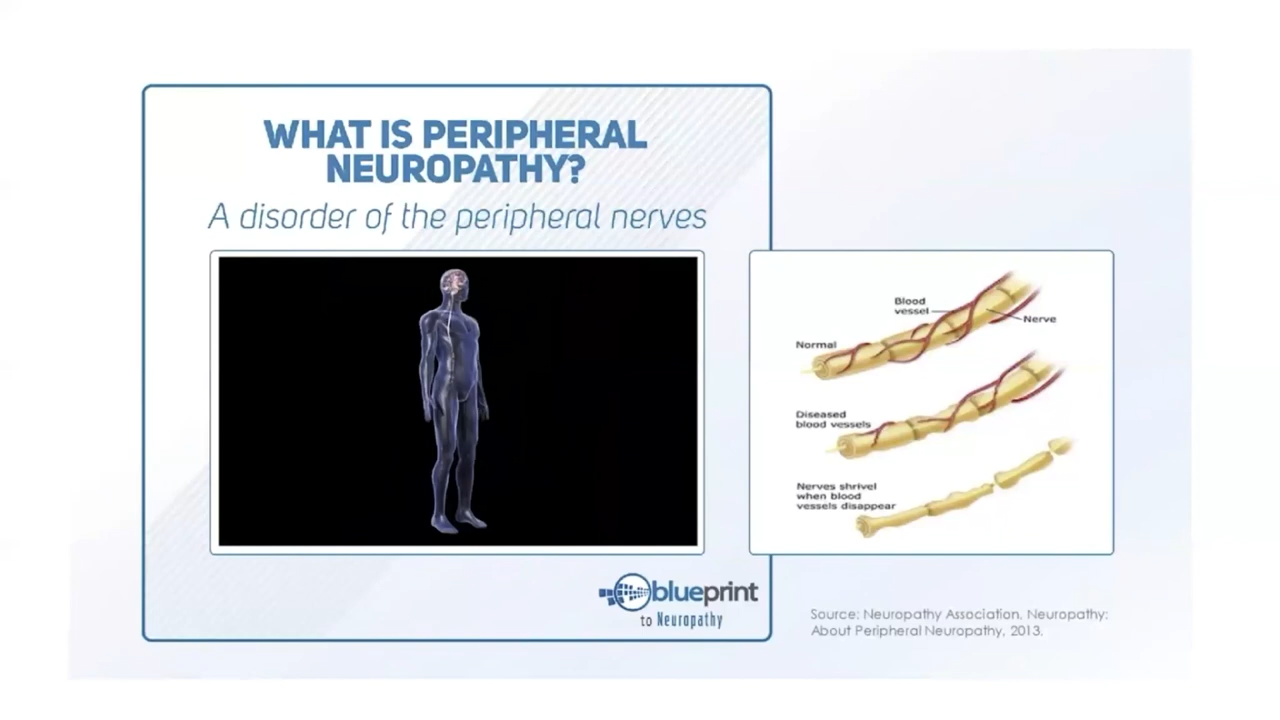 WHAT IS PERIPHERAL
NEUROPATHY?
A disorder of the peripheral nerves
Blood
vessel
Nerve
Normal
Diseased
blood vessels
Nerves shrivel
when blood
vessels disappear
blueprint
to Neuropathy
Source: Neuropathy Association. Neuropathy:
About Peripheral Neuropathy, 2013.